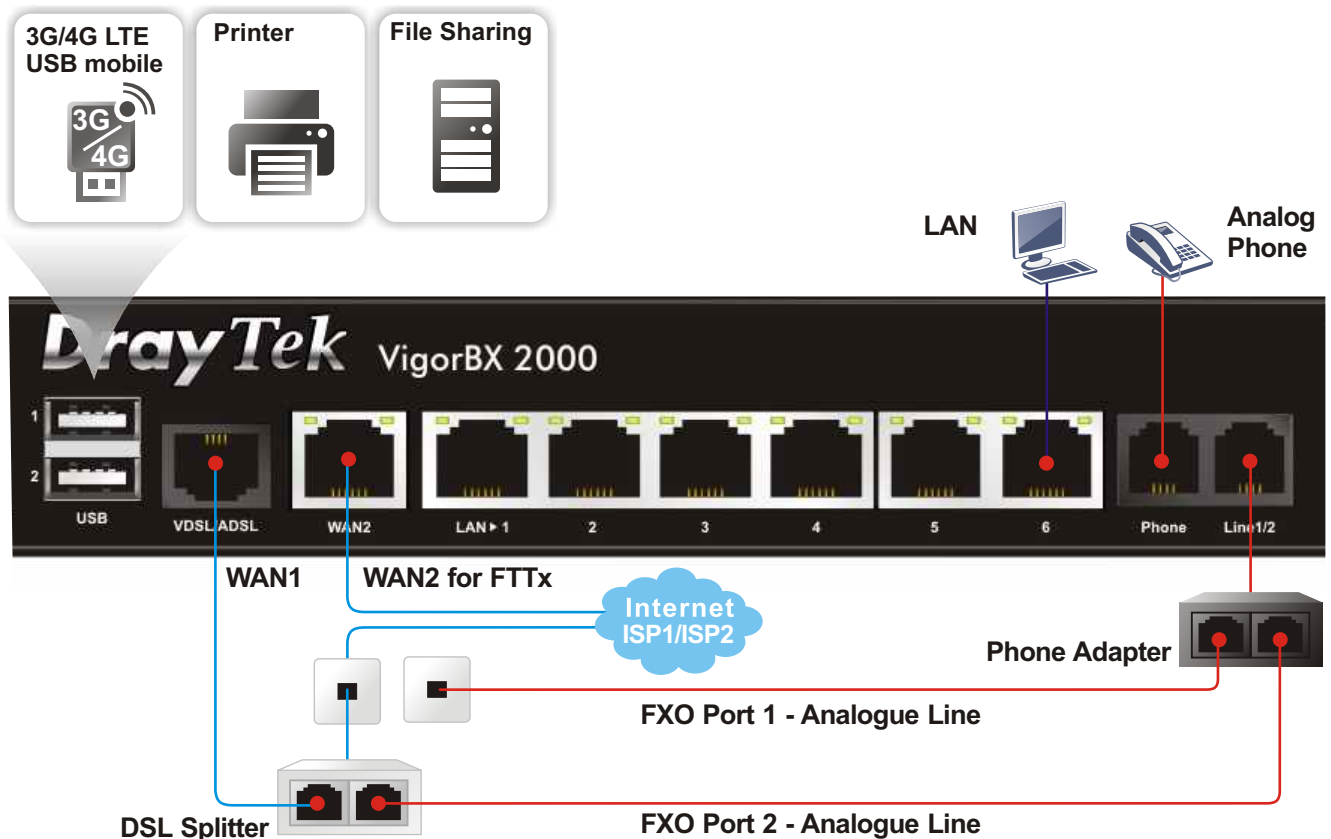 3G/4G LTE
USB mobile
3G
4G
Printer
File Sharing
LAN
Analog
Phone
DrayTek VigorBX 2000
1
2
USB
VDSL/ADSL
WAN2
LAN▶1
2
3
4
5
6
Phone
Line1/2
WAN1
WAN2 for FTTx
Internet
ISP1/ISP2
Phone Adapter
FXO Port 1 - Analogue Line
DSL Splitter
FXO Port 2 - Analogue Line